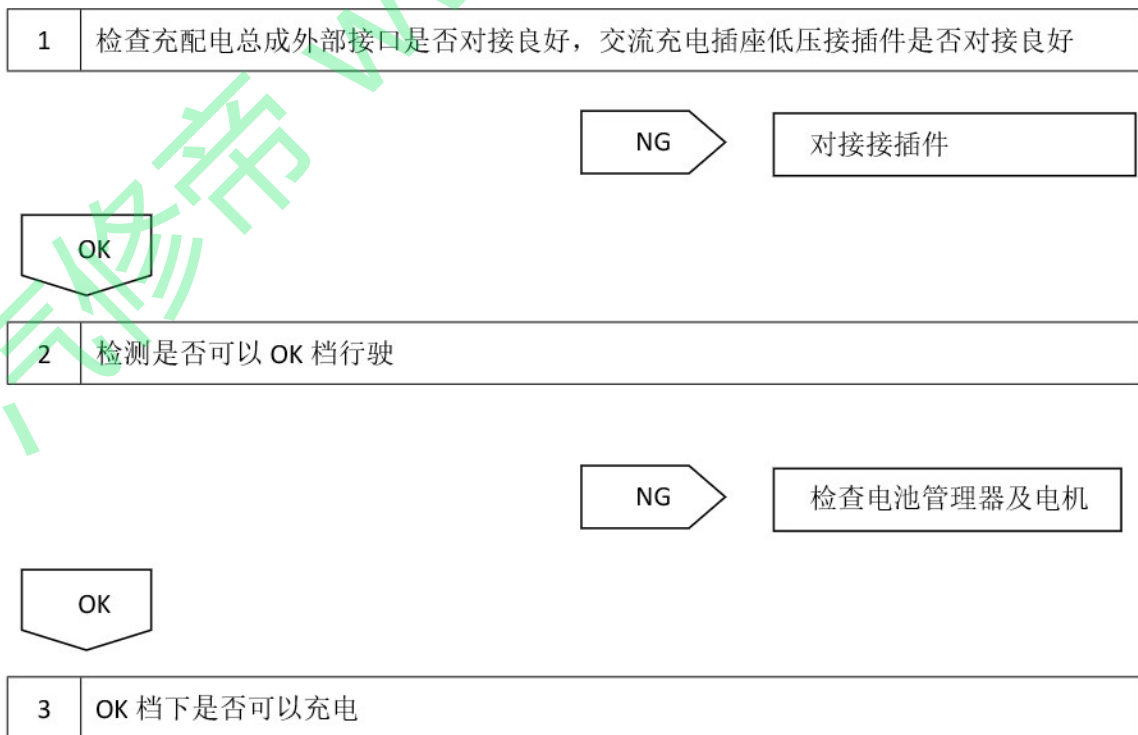 1 检查充配电总成外部接口是否对接良好，交流充电插座低压接插件是否对接良好
NG 对接接插件
OK
2 检测是否可以 OK 档行驶
NG 检查电池管理器及电机
OK
3 OK 档下是否可以充电
汽修帝 w